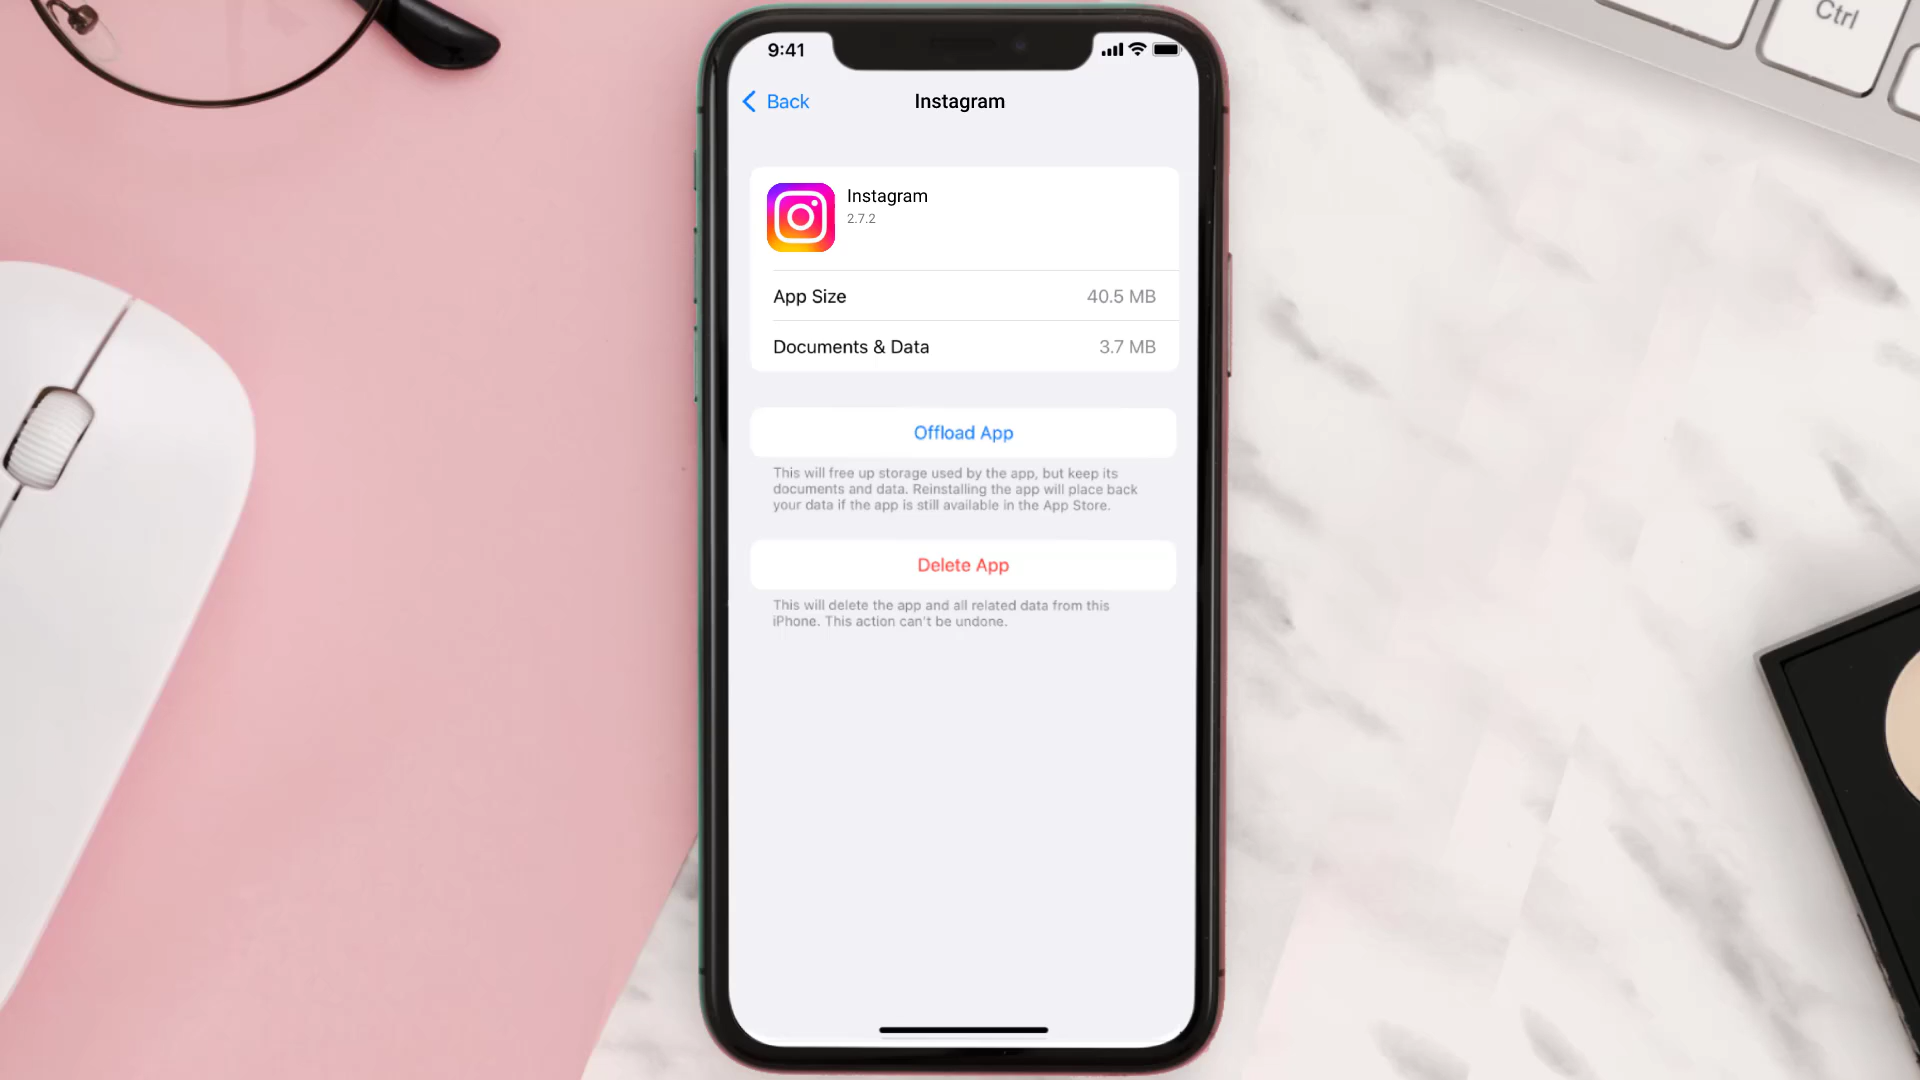 Ctrl
9:41
Back
Instagram
Instagram
2.7.2
App Size
40.5 MB
Documents & Data
3.7 MB
Offload App
This will free up storage used by the app, but keep its
documents and data. Reinstalling the app will place back
your data if the app is still available in the App Store.
Delete App
This will delete the app and all related data from this
iPhone. This action can't be undone.